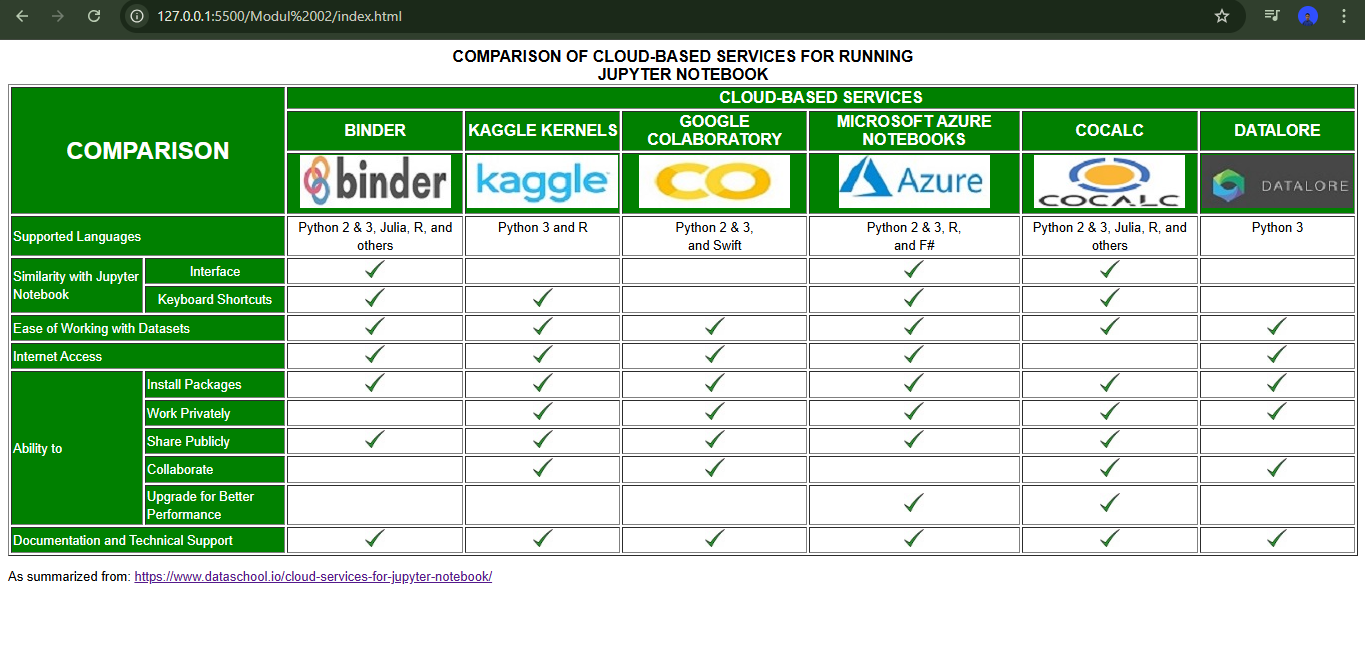 127.0.0.1:5500/Modul%2002/index.html
COMPARISON OF CLOUD-BASED SERVICES FOR RUNNING
JUPYTER NOTEBOOK
COMPARISON
CLOUD-BASED SERVICES
BINDER
KAGGLE KERNELS
GOOGLE
COLABORATORY
MICROSOFT AZURE
NOTEBOOKS
COCALC
DATALORE
binder
kaggle
CO
Azure
COCALC
DATALORE
Supported Languages
Python 2 & 3, Julia, R, and
others
Python 3 and R
Python 2 & 3,
and Swift
Python 2 & 3, R,
and F#
Python 2 & 3, Julia, R, and
others
Python 3
Similarity with Jupyter
Notebook
Interface
Keyboard Shortcuts
Ease of Working with Datasets
Internet Access
Ability to
Install Packages
Work Privately
Share Publicly
Collaborate
Upgrade for Better
Performance
Documentation and Technical Support
As summarized from: https://www.dataschool.io/cloud-services-for-jupyter-notebook/